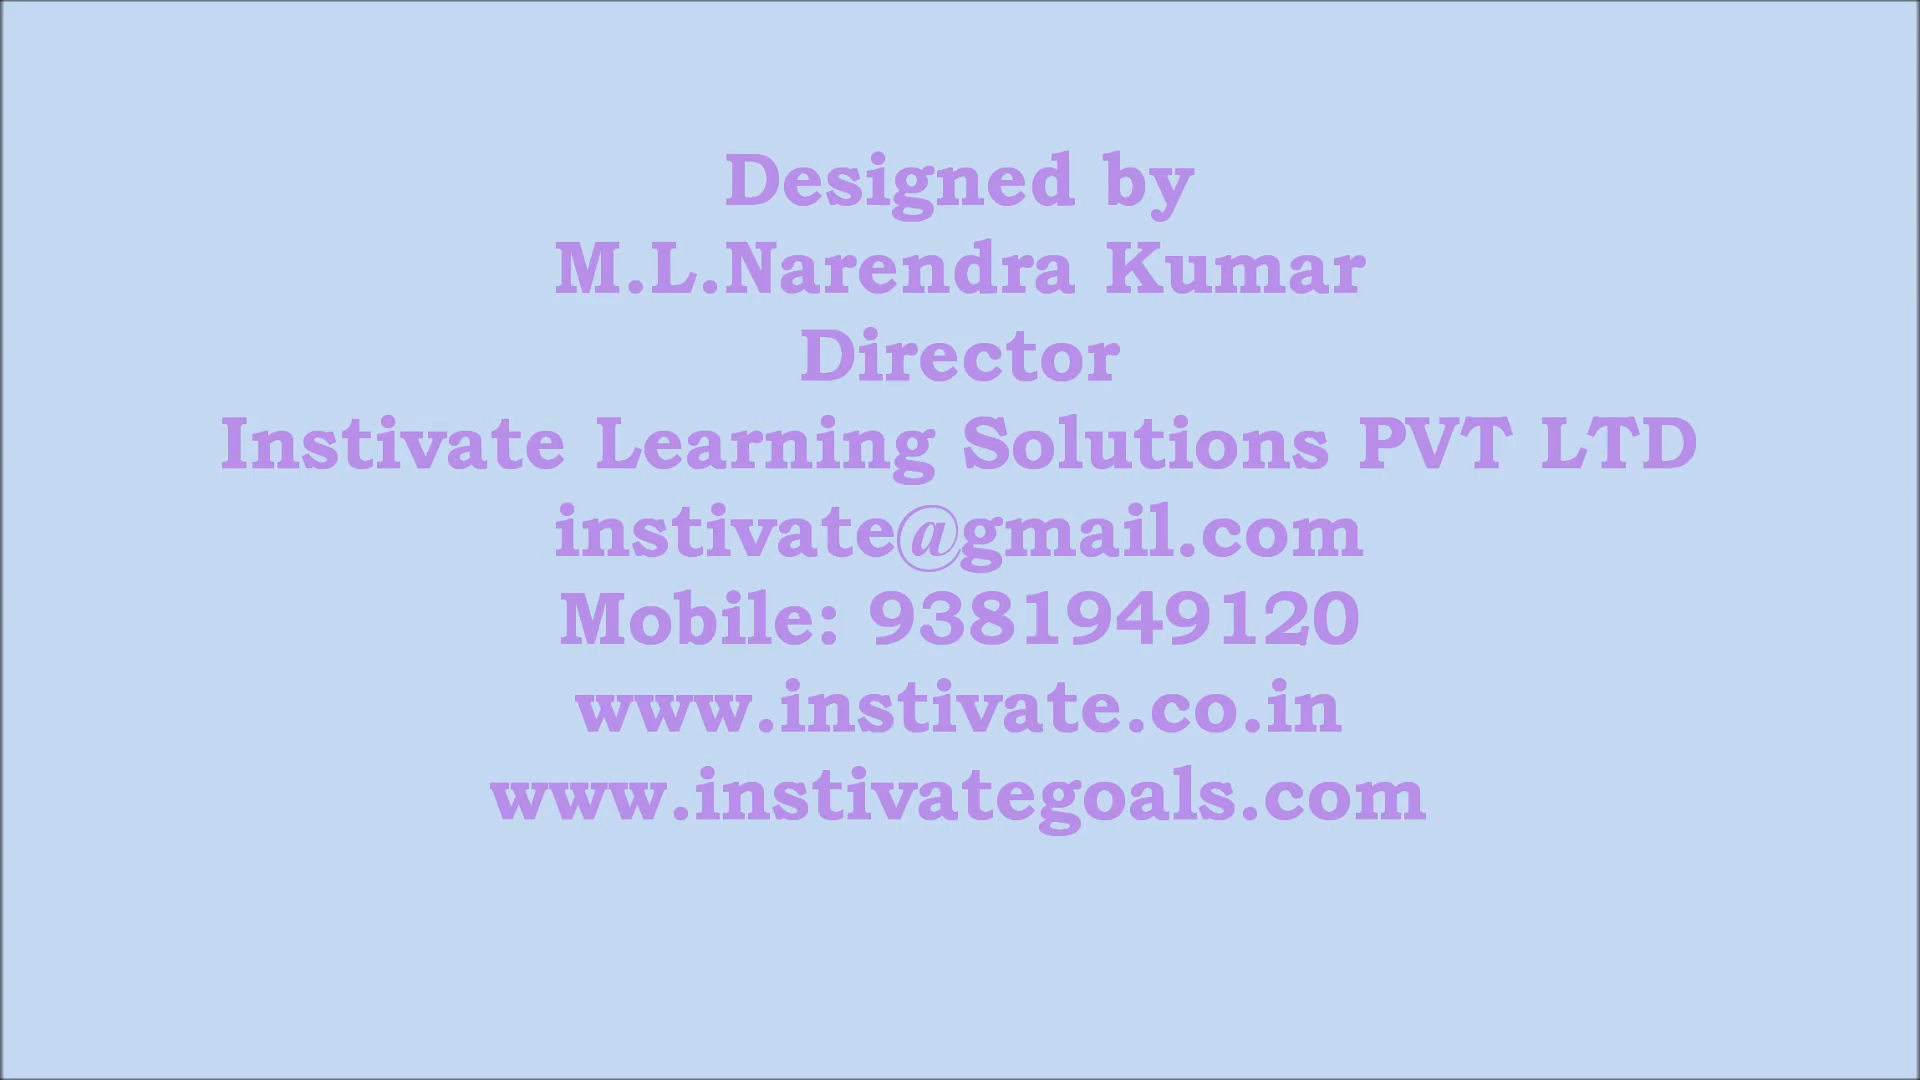 Designed by
M.L.Narendra Kumar
Director
Instivate Learning Solutions PVT LTD
instivate@gmail.com
Mobile: 9381949120
www.instivate.co.in
www.instivategoals.com